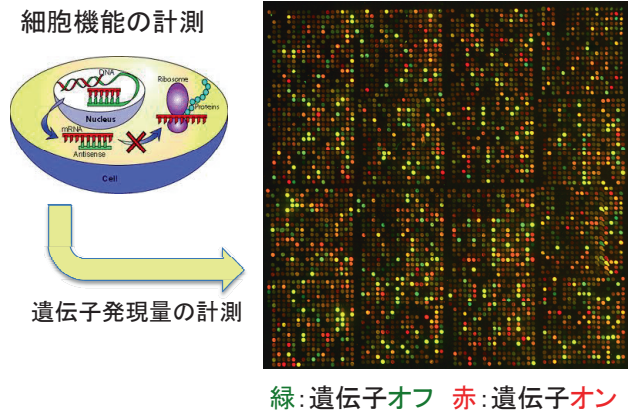 細胞機能の計測
DNA
Ribosome
Proteins
Nucleus
mRNA
Antisense
Cell
遺伝子発現量の計測
緑:遺伝子オフ 赤:遺伝子オン